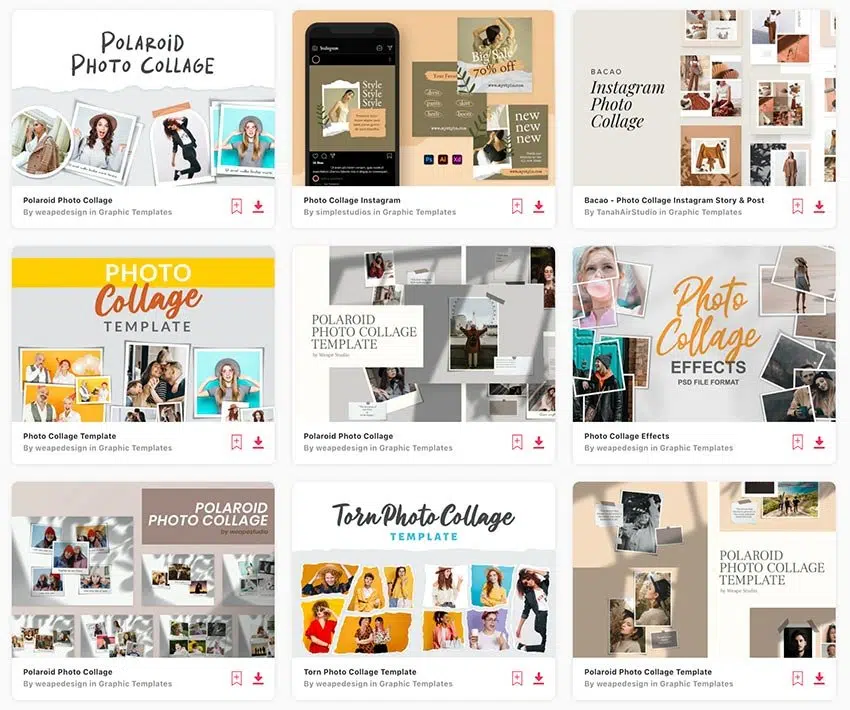 POLAROID
PHOTO COLLAGE
Polaroid Photo Collage
By weapedesign in Graphic Templates
Instagram
Style
Style
Style
Big Sale
70% off
www.mystyle.com
new
new
new
Ps Ai Xd
Photo Collage Instagram
By simplestudios in Graphic Templates
BACAO
Instagram
Photo
Collage
Bacao - Photo Collage Instagram Story & Post
By TanahAirStudio in Graphic Templates
PHOTO
Collage
TEMPLATE
Photo Collage Template
By weapedesign in Graphic Templates
POLAROID
PHOTO COLLAGE
TEMPLATE
by Weape Studio
Polaroid Photo Collage
By weapedesign in Graphic Templates
Photo
Collage
EFFECTS
PSD FILE FORMAT
Photo Collage Effects
By weapedesign in Graphic Templates
POLAROID
PHOTO COLLAGE
by weapestudio
Polaroid Photo Collage
By weapedesign in Graphic Templates
Torn Photo Collage
TEMPLATE
Torn Photo Collage Template
By weapedesign in Graphic Templates
POLAROID
PHOTO COLLAGE
TEMPLATE
by Weape Studio
Polaroid Photo Collage Template
By weapedesign in Graphic Templates